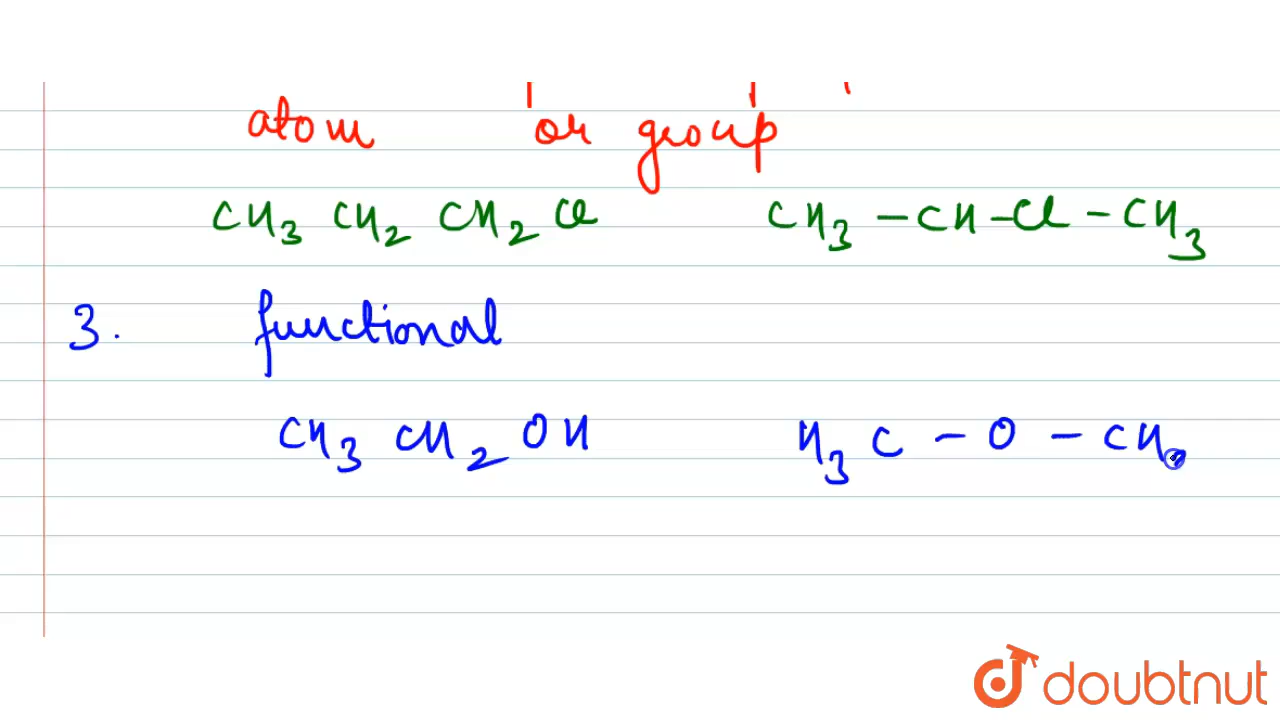 atom or group
CH3 CH2 CH2 Cl CH3 - CH - Cl - CH3
3. functional
CH3 CH2 OH H3C - O - CH3
doubtnut